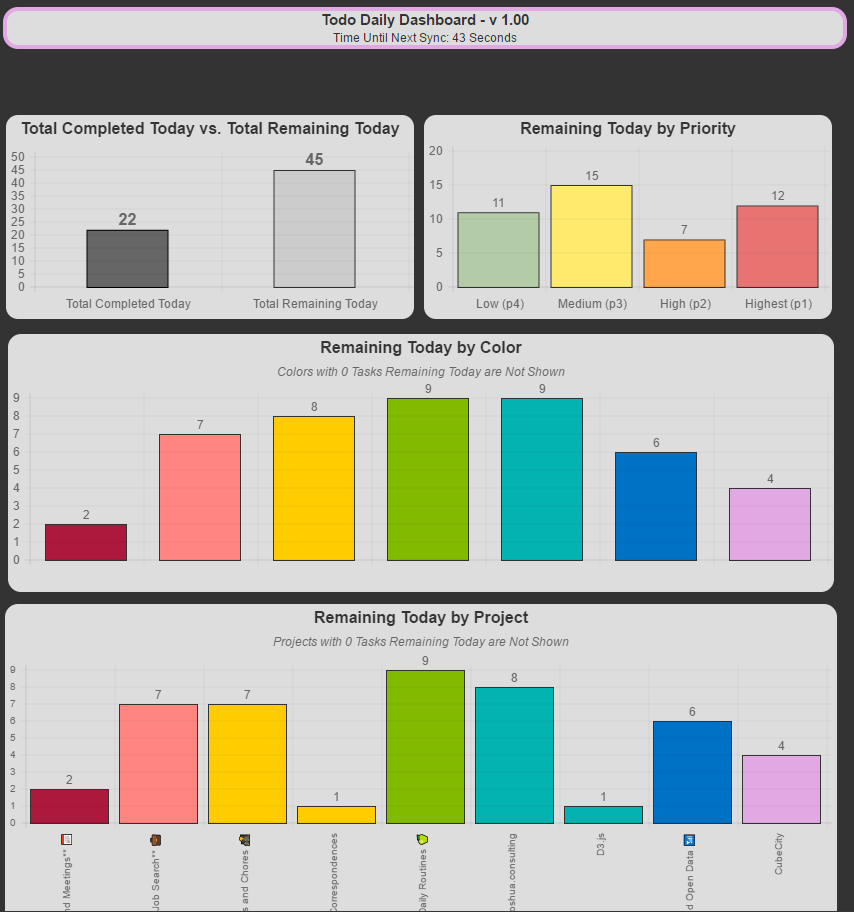 Todo Daily Dashboard - v 1.00
Time Until Next Sync: 43 Seconds
Total Completed Today vs. Total Remaining Today
50
45
40
35
30
25
20
15
10
5
0
22
45
Total Completed Today
Total Remaining Today
Remaining Today by Priority
20
15
10
5
0
11
15
7
12
Low (p4)
Medium (p3)
High (p2)
Highest (p1)
Remaining Today by Color
Colors with 0 Tasks Remaining Today are Not Shown
9
8
7
6
5
4
3
2
1
0
2
7
8
9
9
6
4
Remaining Today by Project
Projects with 0 Tasks Remaining Today are Not Shown
9
8
7
6
5
4
3
2
1
0
2
7
7
1
9
8
1
6
4
Meetings**
Job Search**
and Chores
orrespondences
Daily Routines
oshua.consulting
D3.js
Open Data
CubeCity